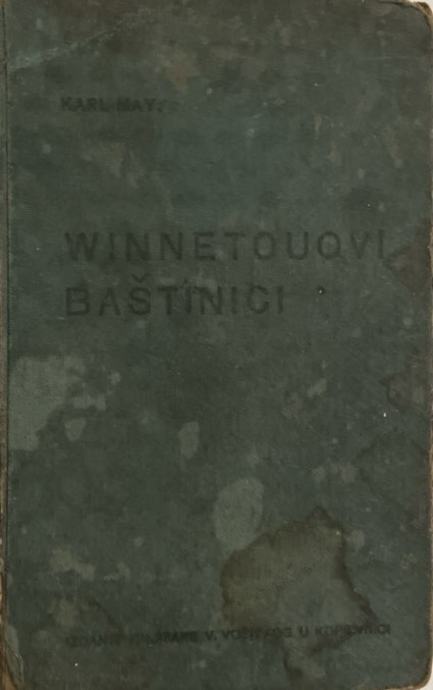 KARL MAY:
WINNETOUOVI
BAŠTINICI
IZDANJE KNJIŽARE V. VOŠICKOG U KOPRIVNICI